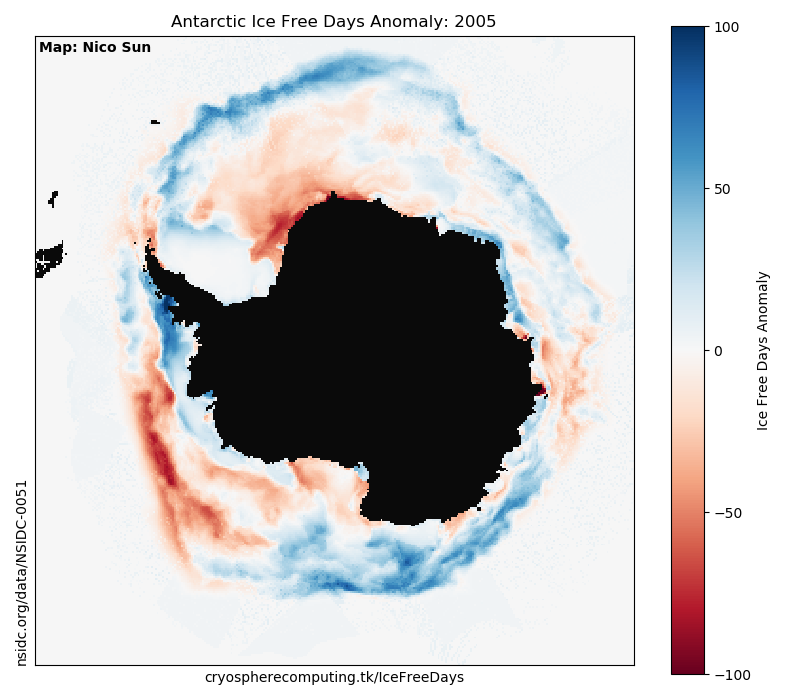 Antarctic Ice Free Days Anomaly: 2005
Map: Nico Sun
100
50
0
−50
−100
Ice Free Days Anomaly
nsidc.org/data/NSIDC-0051
cryospherecomputing.tk/IceFreeDays